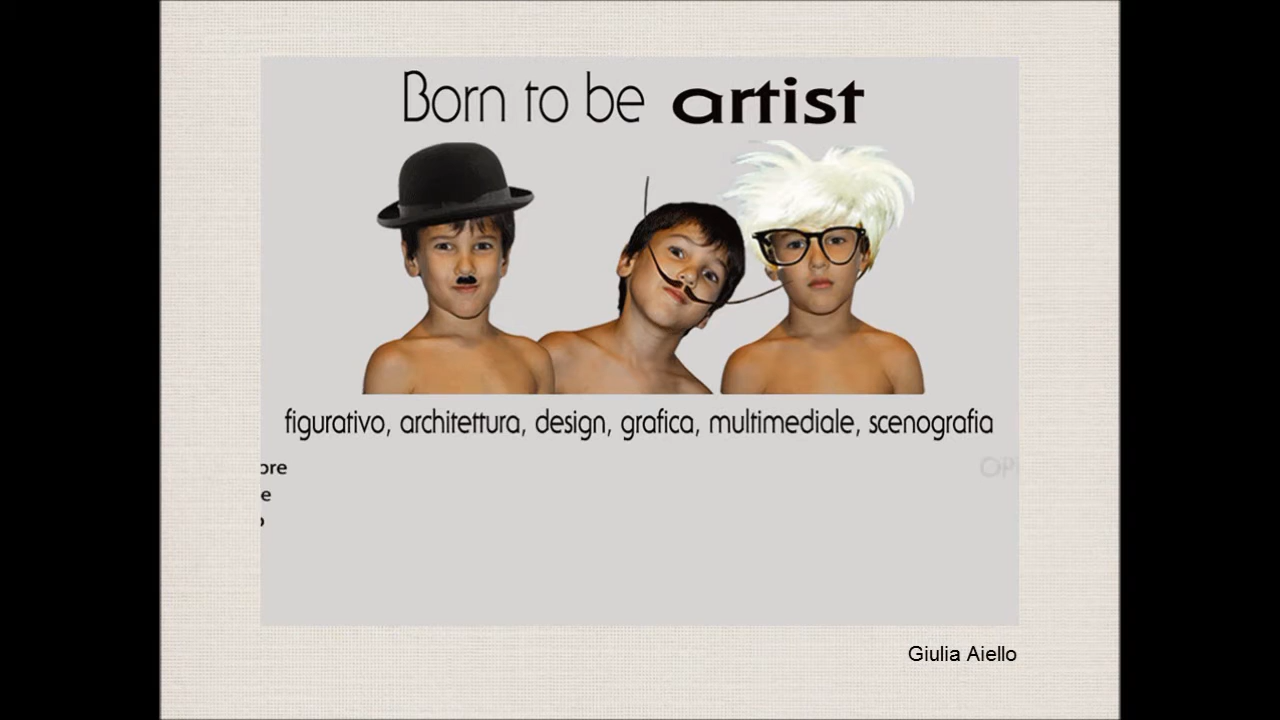 Born to be artist
figurativo, architettura, design, grafica, multimediale, scenografia
Giulia Aiello